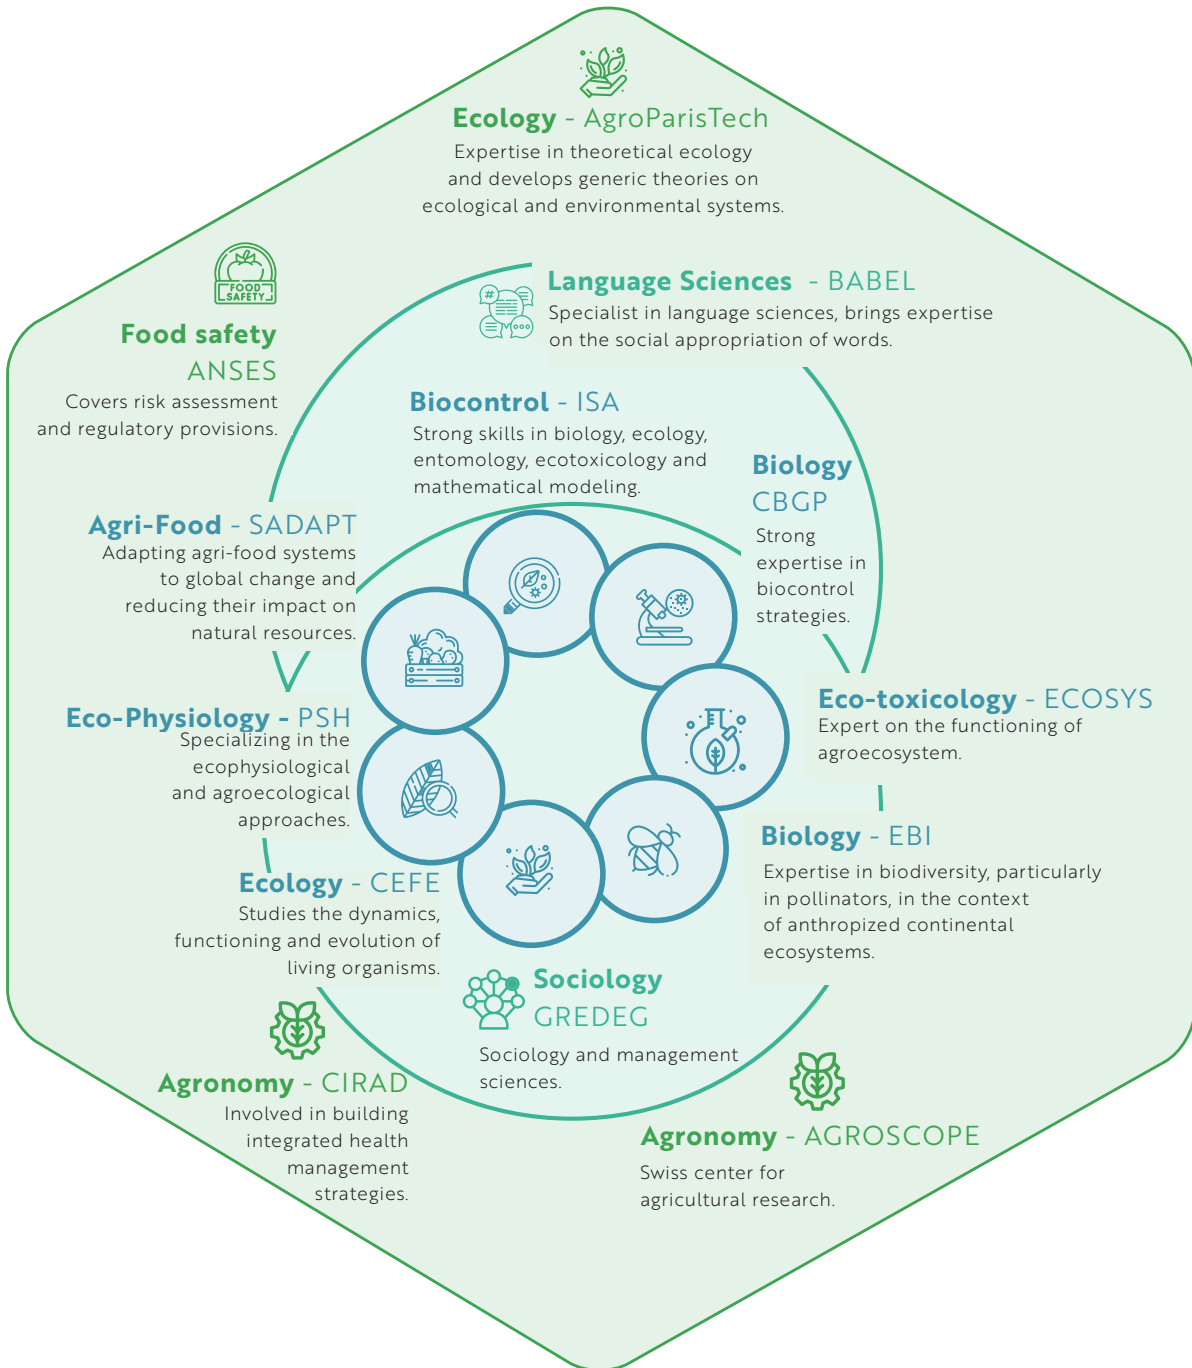 Ecology - AgroParisTech
Expertise in theoretical ecology
and develops generic theories on
ecological and environmental systems.
FOOD
SAFETY
Food safety
ANSES
Covers risk assessment
and regulatory provisions.
#
Language Sciences - BABEL
Specialist in language sciences, brings expertise
on the social appropriation of words.
Biocontrol - ISA
Strong skills in biology, ecology,
entomology, ecotoxicology and
mathematical modeling.
Biology
CBGP
Strong
expertise in
biocontrol
strategies.
Agri-Food - SADAPT
Adapting agri-food systems
to global change and
reducing their impact on
natural resources.
Eco-Physiology - PSH
Specializing in the
ecophysiological
and agroecological
approaches.
Eco-toxicology - ECOSYS
Expert on the functioning of
agroecosystem.
Biology - EBI
Expertise in biodiversity, particularly
in pollinators, in the context
of anthropized continental
ecosystems.
Ecology - CEFE
Studies the dynamics,
functioning and evolution of
living organisms.
Sociology
GREDEG
Sociology and management
sciences.
Agronomy - CIRAD
Involved in building
integrated health
management
strategies.
Agronomy - AGROSCOPE
Swiss center for
agricultural research.